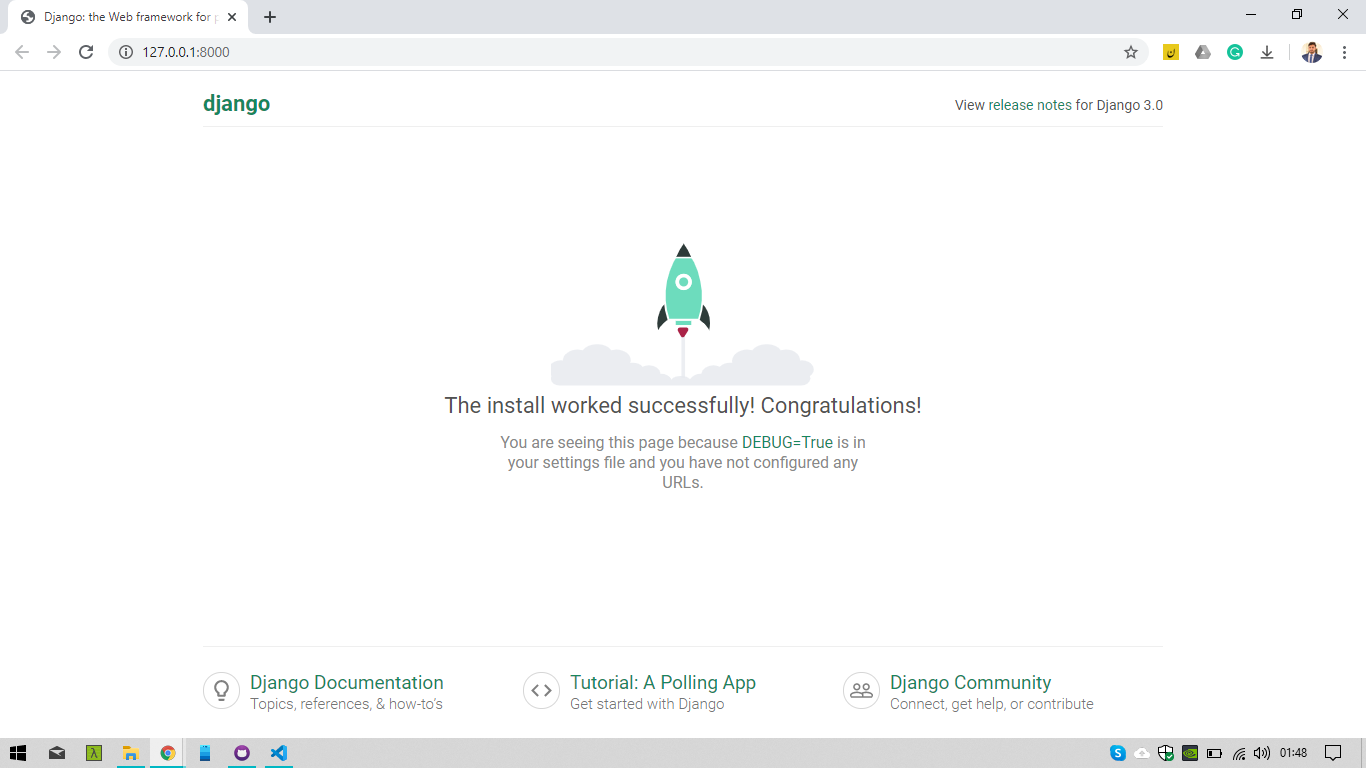 Django: the Web framework for p
127.0.0.1:8000
django
View release notes for Django 3.0
The install worked successfully! Congratulations!
You are seeing this page because DEBUG=True is in
your settings file and you have not configured any
URLs.
Django Documentation
Topics, references, & how-to's
Tutorial: A Polling App
Get started with Django
Django Community
Connect, get help, or contribute
01:48